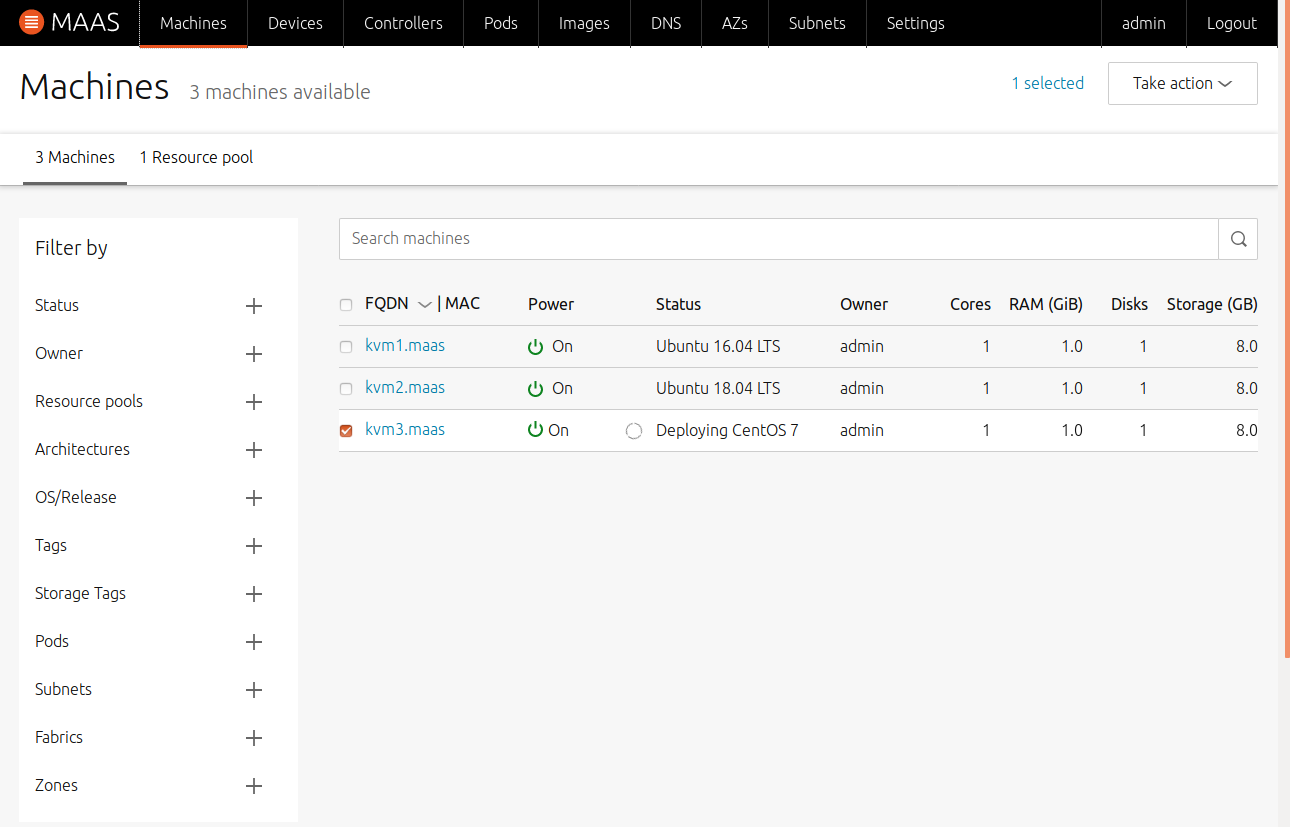 MAAS Machines Devices Controllers Pods Images DNS AZs Subnets Settings admin Logout
Machines 3 machines available 1 selected Take action
3 Machines 1 Resource pool
Filter by
Status
Owner
Resource pools
Architectures
OS/Release
Tags
Storage Tags
Pods
Subnets
Fabrics
Zones
Search machines
FQDN | MAC Power Status Owner Cores RAM (GiB) Disks Storage (GB)
kvm1.maas On Ubuntu 16.04 LTS admin 1 1.0 1 8.0
kvm2.maas On Ubuntu 18.04 LTS admin 1 1.0 1 8.0
kvm3.maas On Deploying CentOS 7 admin 1 1.0 1 8.0